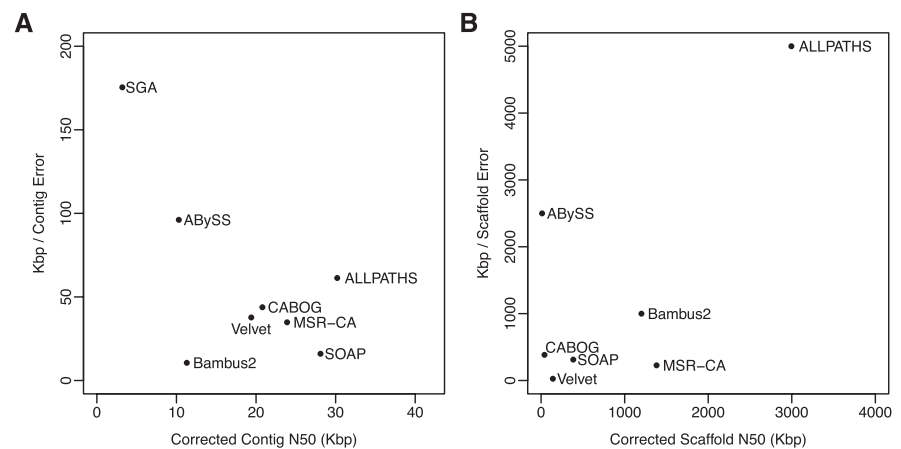 A
Kbp / Contig Error
200
150
100
50
0
SGA
ABySS
ALLPATHS
CABOG
Velvet
MSR−CA
SOAP
Bambus2
0 10 20 30 40
Corrected Contig N50 (Kbp)
B
Kbp / Scaffold Error
5000
4000
3000
2000
1000
0
ALLPATHS
ABySS
Bambus2
CABOG
SOAP
MSR−CA
Velvet
0 1000 2000 3000 4000
Corrected Scaffold N50 (Kbp)